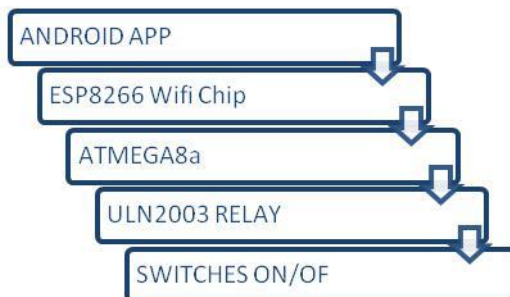 ANDROID APP
ESP8266 Wifi Chip
ATMEGA8a
ULN2003 RELAY
SWITCHES ON/OF